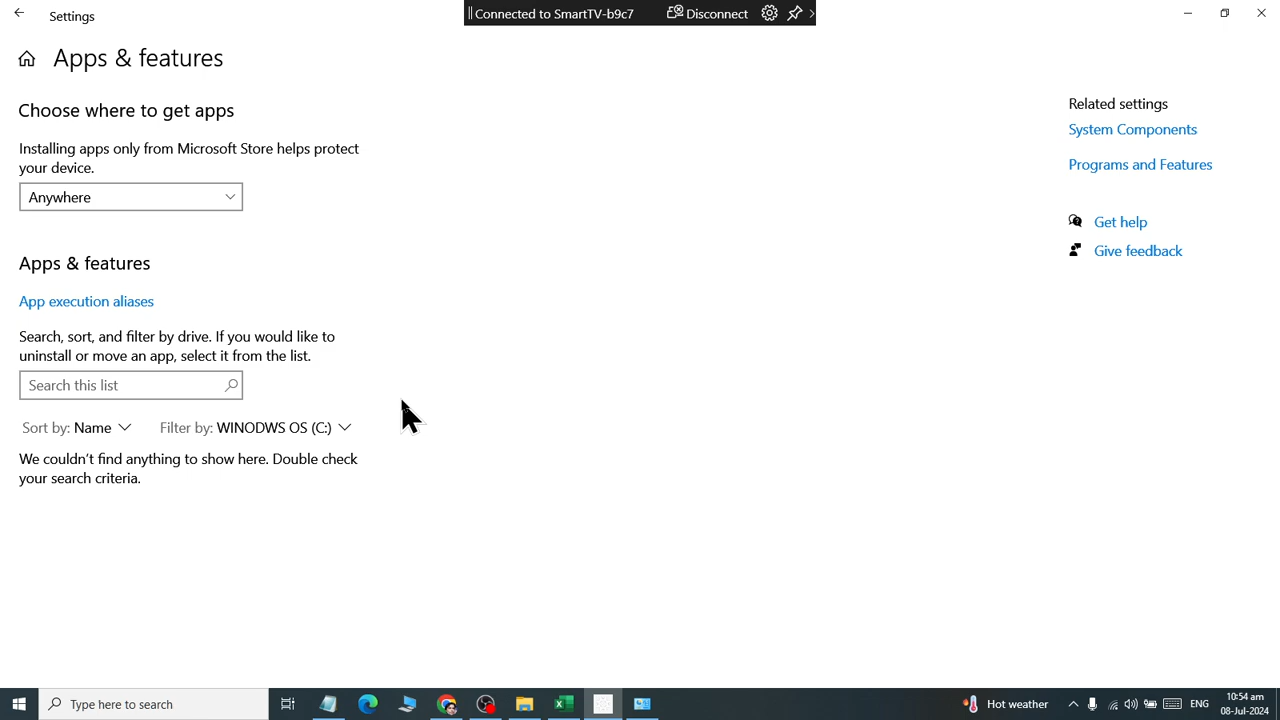 Settings
Connected to SmartTV-b9c7
Disconnect
Apps & features
Choose where to get apps
Installing apps only from Microsoft Store helps protect
your device.
Anywhere
Apps & features
App execution aliases
Search, sort, and filter by drive. If you would like to
uninstall or move an app, select it from the list.
Search this list
Sort by: Name
Filter by: WINODWS OS (C:)
We couldn't find anything to show here. Double check
your search criteria.
Related settings
System Components
Programs and Features
Get help
Give feedback
Type here to search
Hot weather
ENG
10:54 am
08-Jul-2024